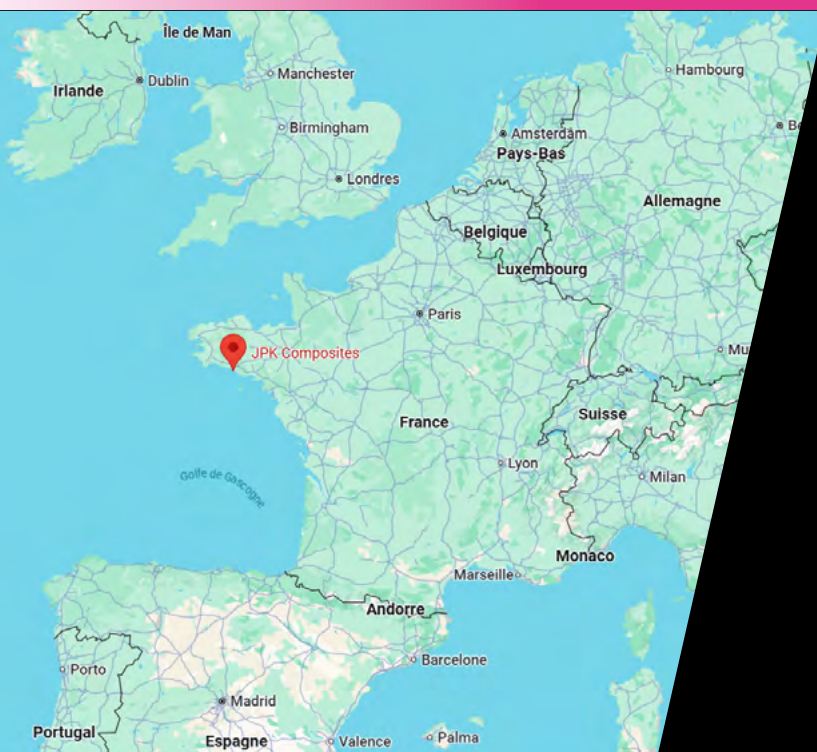 Île de Man
Irlande
Dublin
Manchester
Hambourg
Birmingham
Amsterdam
Pays-Bas
Londres
Allemagne
Belgique
Luxembourg
Paris
JPK Composites
France
Suisse
Lyon
Milan
Golfe de Gascogne
Monaco
Marseille
Andorre
Barcelone
Porto
Madrid
Portugal
Espagne
Valence
Palma